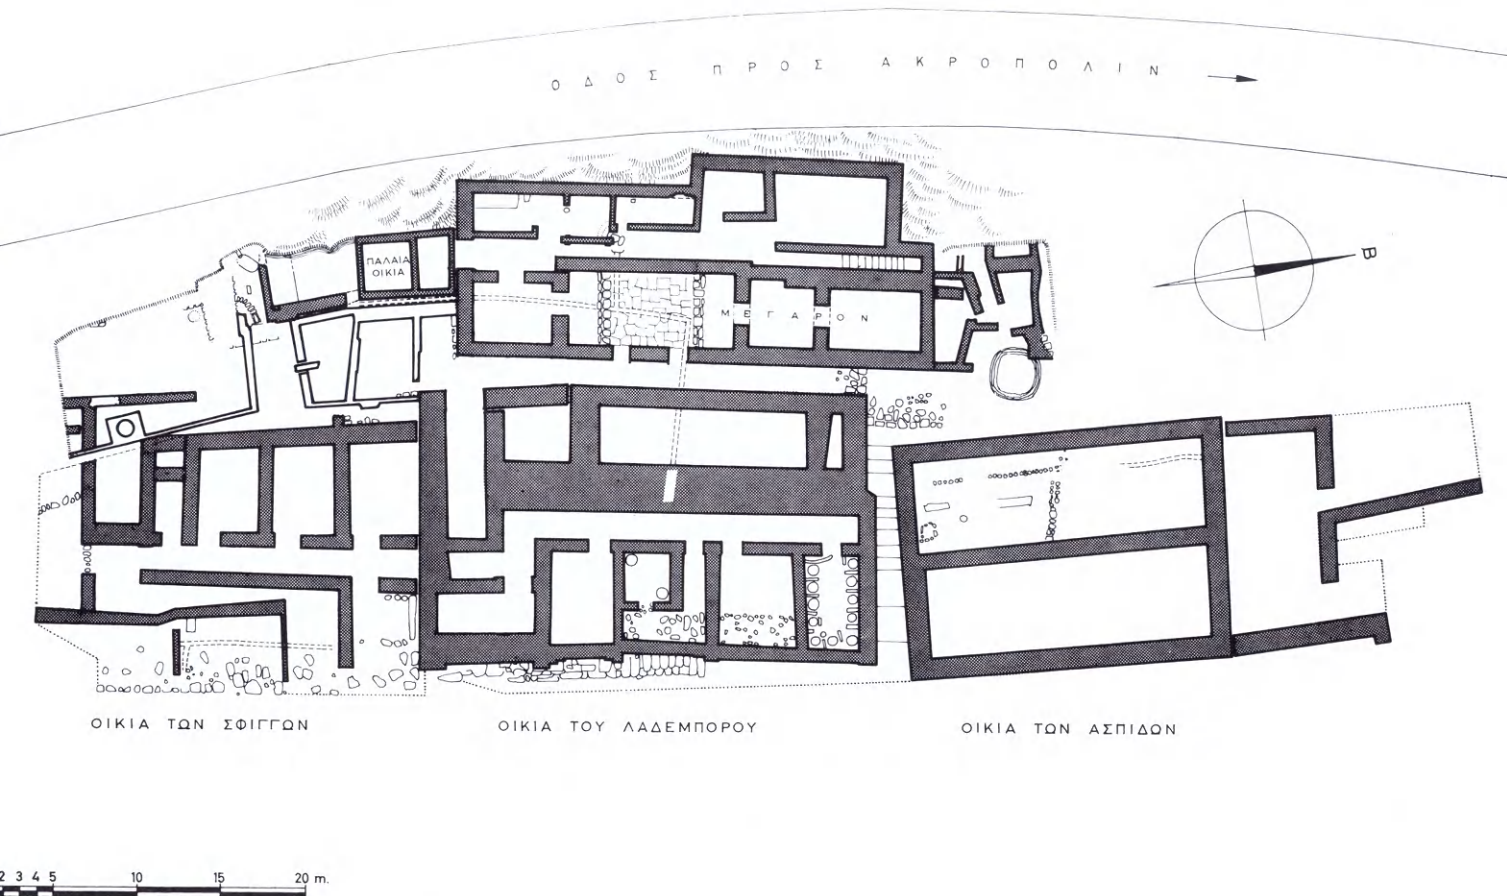 ΟΔΟΣ ΠΡΟΣ ΑΚΡΟΠΟΛΙΝ
ΠΑΛΑΙΑ
ΟΙΚΙΑ
Β
ΜΕΓΑΡΟΝ
ΟΙΚΙΑ ΤΩΝ ΣΦΙΓΓΩΝ
ΟΙΚΙΑ ΤΟΥ ΛΑΔΕΜΠΟΡΟΥ
ΟΙΚΙΑ ΤΩΝ ΑΣΠΙΔΩΝ
2 3 4 5 10 15 20 m.